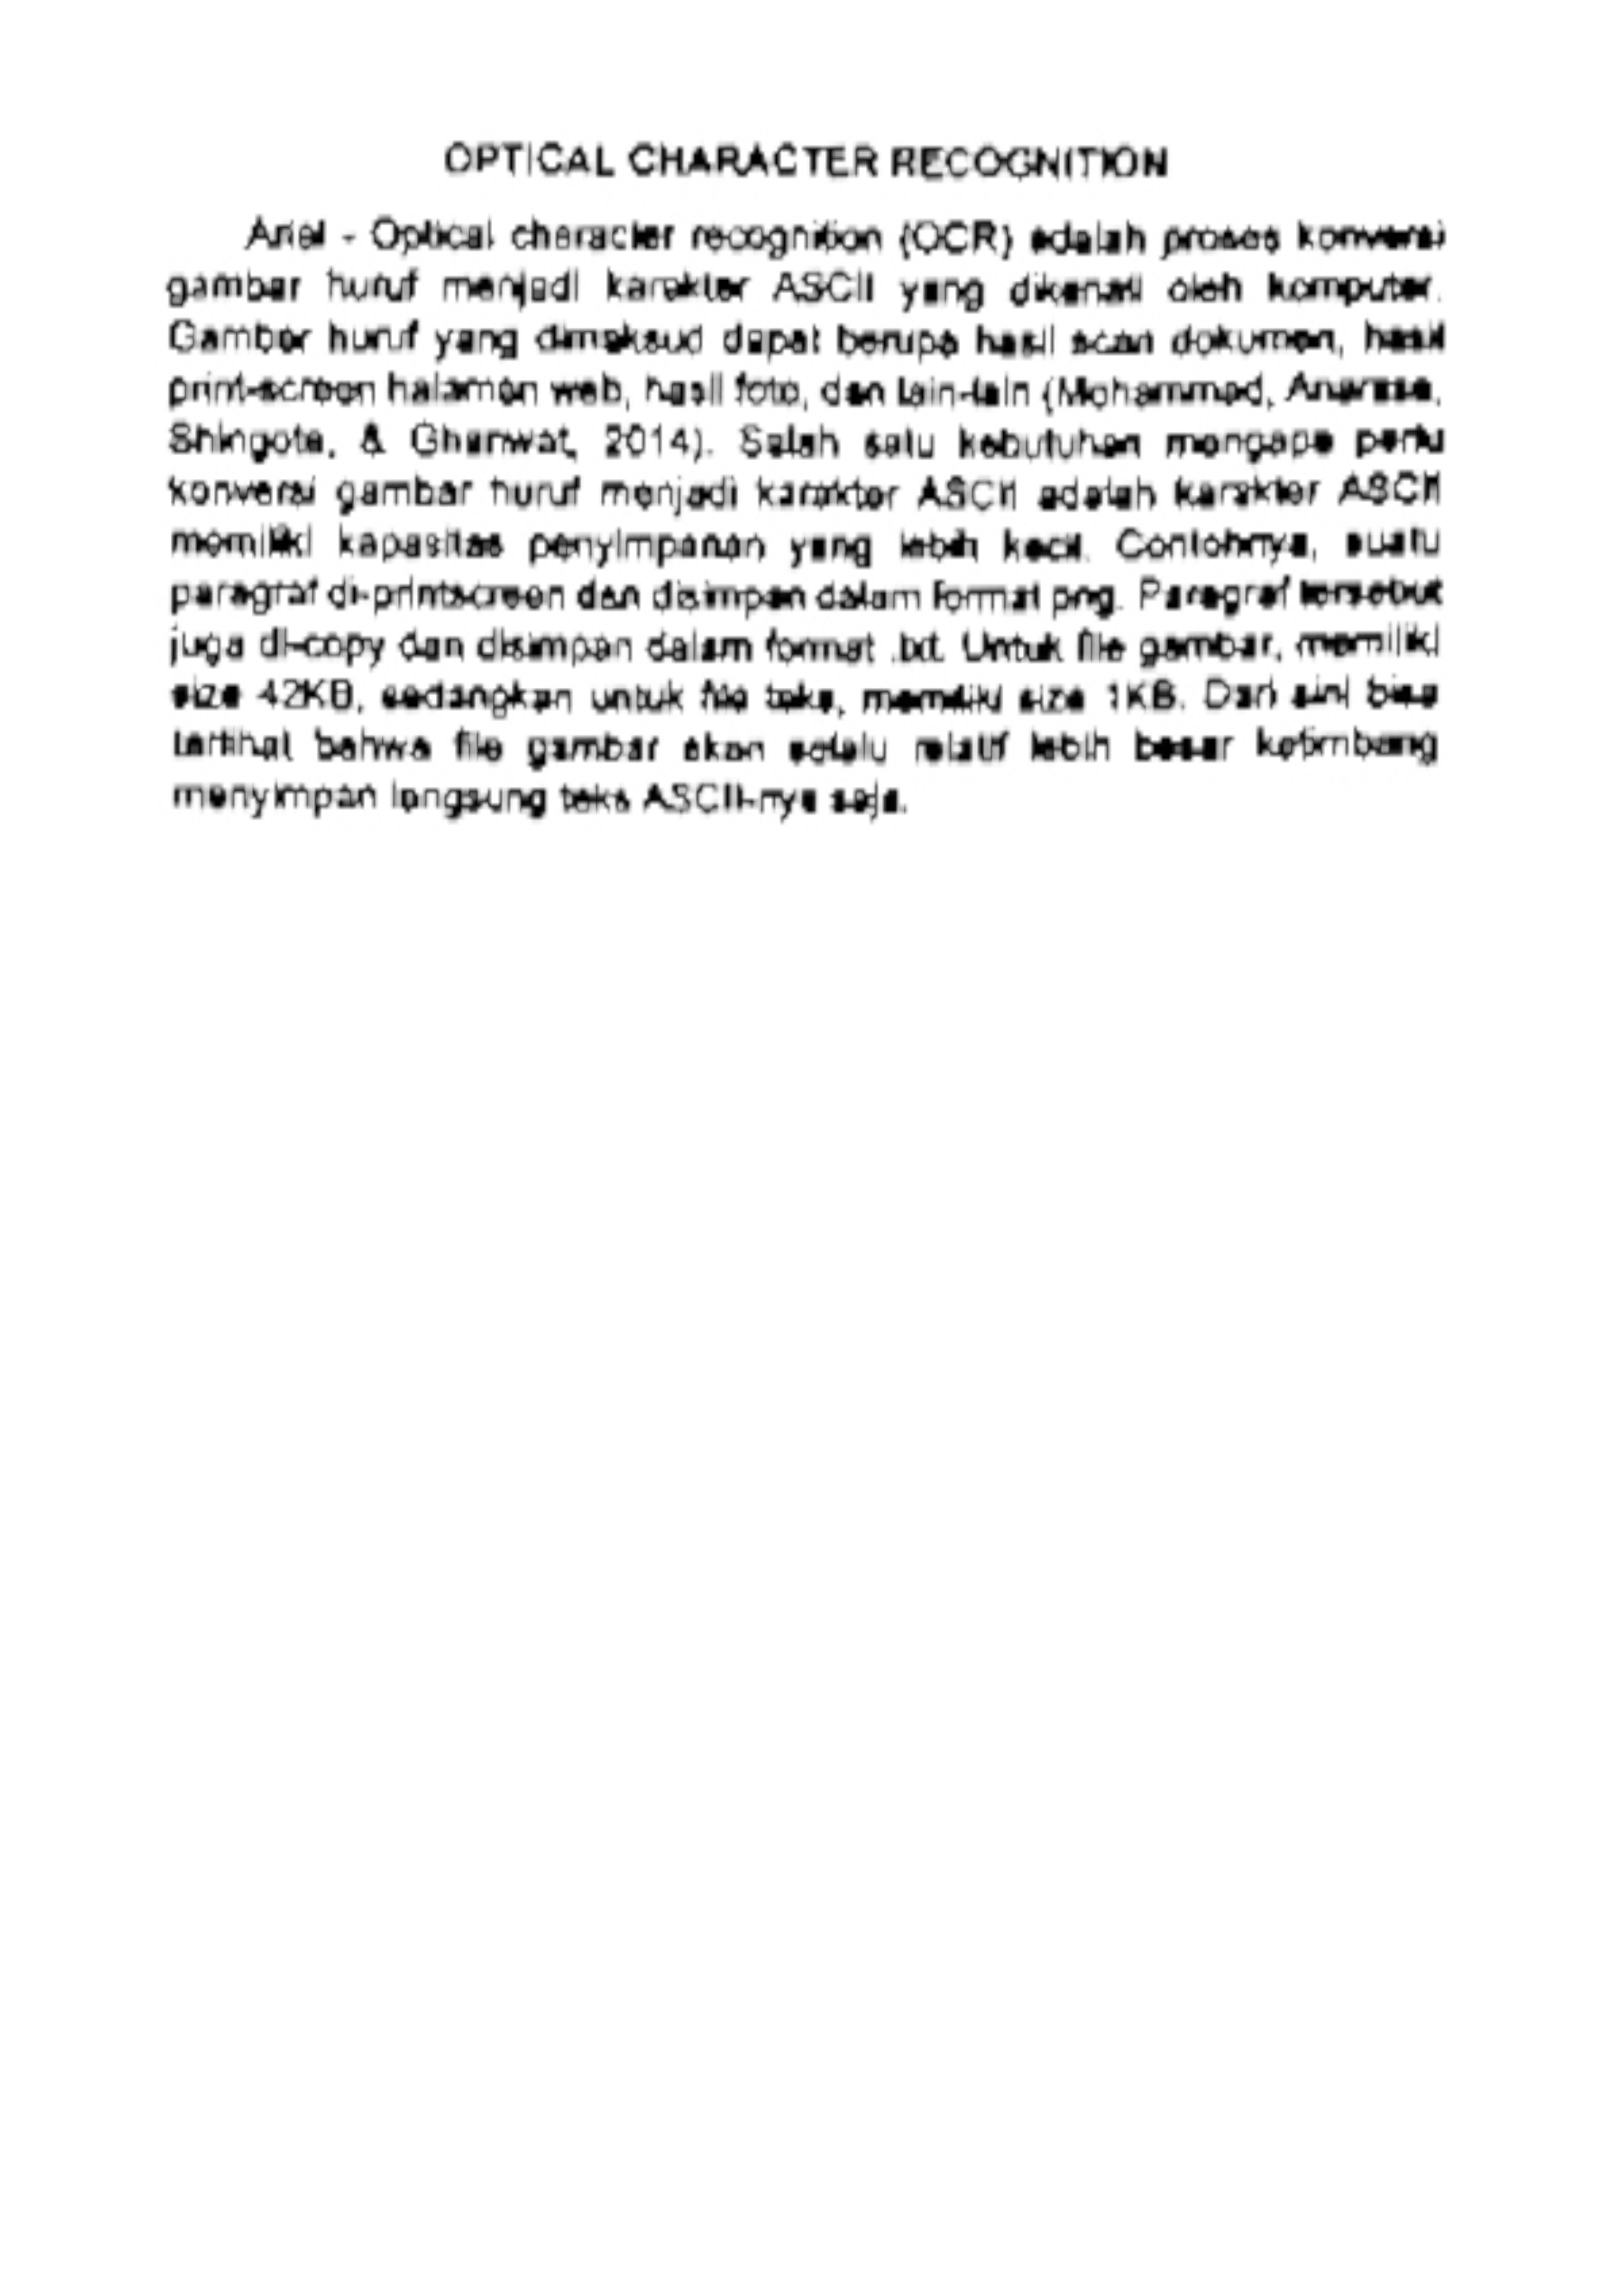 OPTICAL CHARACTER RECOGNITION
Ariel - Optical character recognition (OCR) adalah proses konversi
gambar huruf menjadi karakter ASCII yang dikenali oleh komputer.
Gambar huruf yang dimaksud dapat berupa hasil scan dokumen, hasil
print-screen halaman web, hasil foto, dan lain-lain (Mohammad,
Shingote, & Ghanwat, 2014). Salah satu kebutuhan mengapa perlu
konversi gambar huruf menjadi karakter ASCII adalah karakter ASCII
memiliki kapasitas penyimpanan yang lebih kecil. Contohnya, suatu
paragraf di-printscreen dan disimpan dalam format png. Paragraf tersebut
juga di-copy dan disimpan dalam format .txt. Untuk file gambar, memiliki
size 42KB, sedangkan untuk file teks, memiliki size 1KB. Dari sini bisa
terlihat bahwa file gambar akan selalu relatif lebih besar ketimbang
menyimpan langsung teks ASCII-nya saja.